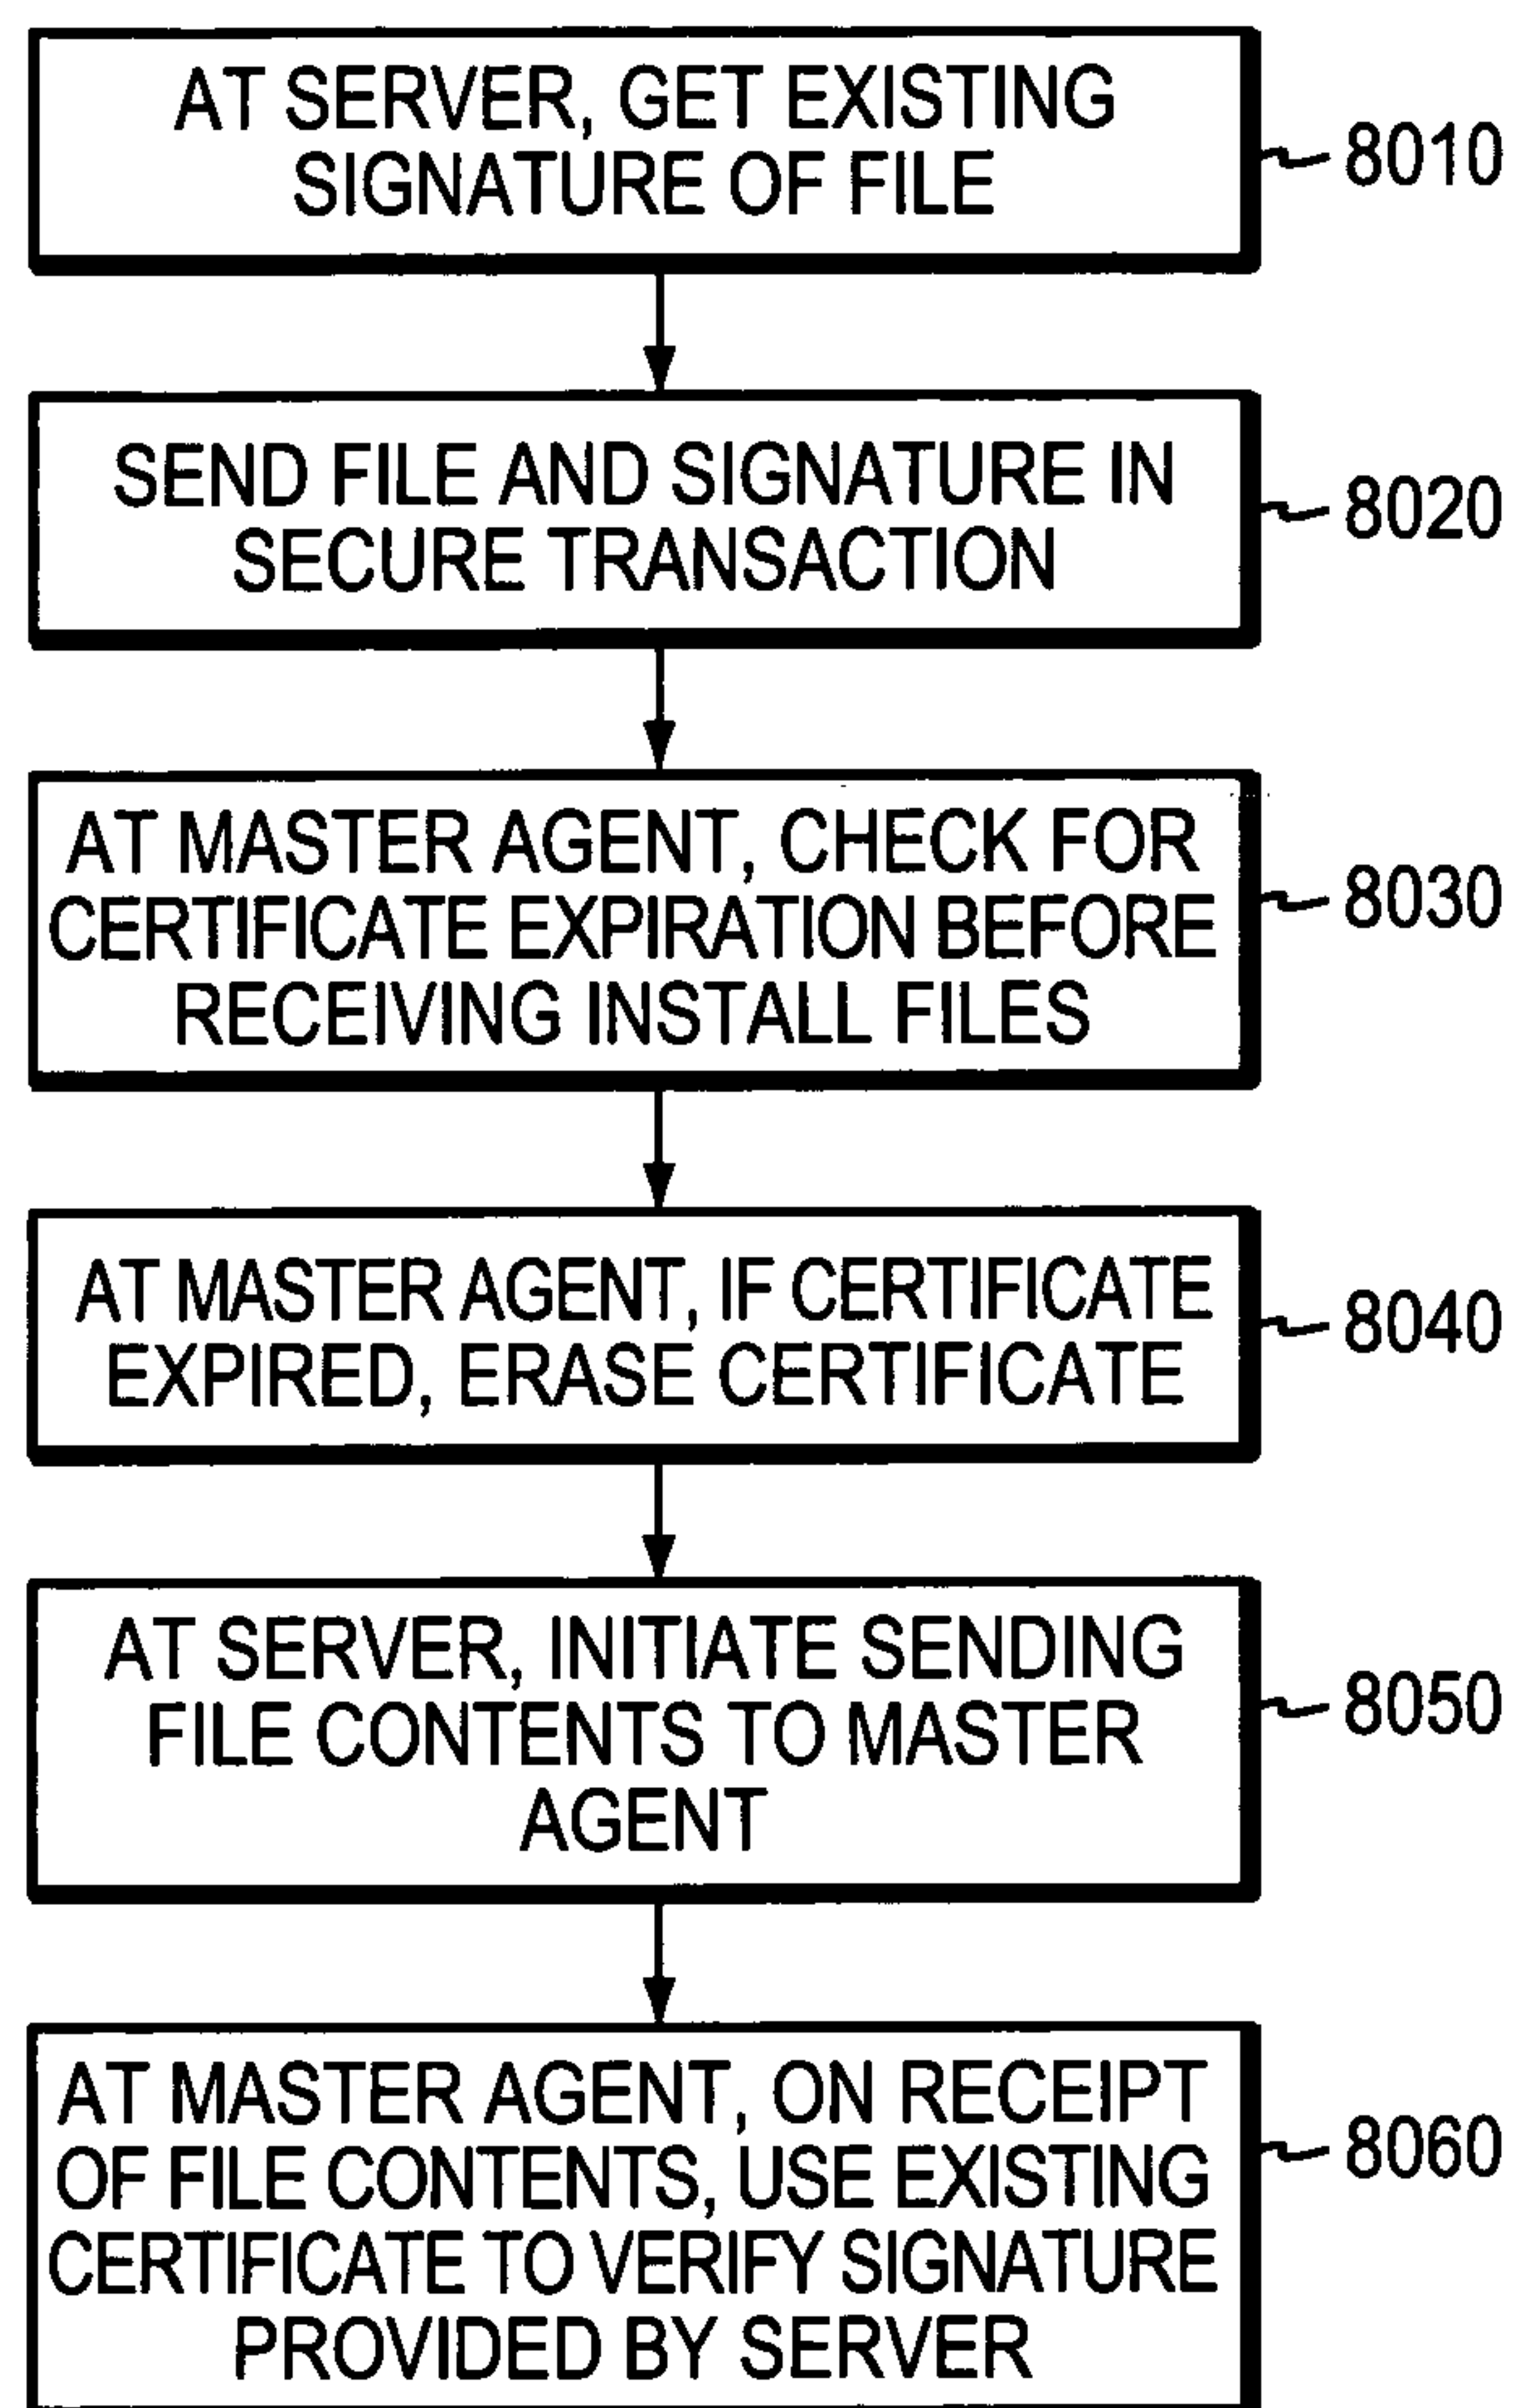 AT SERVER, GET EXISTING
SIGNATURE OF FILE
8010
SEND FILE AND SIGNATURE IN
SECURE TRANSACTION
8020
AT MASTER AGENT, CHECK FOR
CERTIFICATE EXPIRATION BEFORE
RECEIVING INSTALL FILES
8030
AT MASTER AGENT, IF CERTIFICATE
EXPIRED, ERASE CERTIFICATE
8040
AT SERVER, INITIATE SENDING
FILE CONTENTS TO MASTER
AGENT
8050
AT MASTER AGENT, ON RECEIPT
OF FILE CONTENTS, USE EXISTING
CERTIFICATE TO VERIFY SIGNATURE
PROVIDED BY SERVER
8060